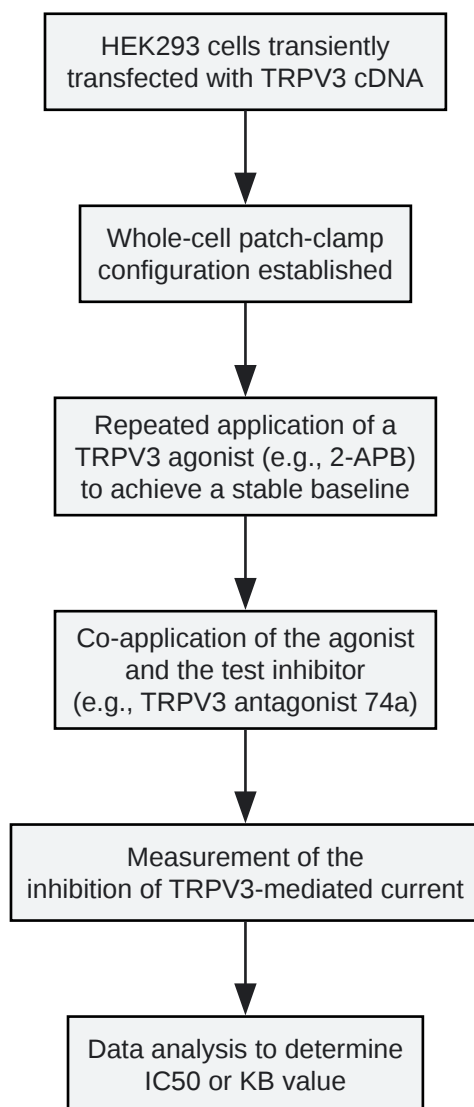 HEK293 cells transiently
transfected with TRPV3 cDNA
Whole-cell patch-clamp
configuration established
Repeated application of a
TRPV3 agonist (e.g., 2-APB)
to achieve a stable baseline
Co-application of the agonist
and the test inhibitor
(e.g., TRPV3 antagonist 74a)
Measurement of the
inhibition of TRPV3-mediated current
Data analysis to determine
IC50 or KB value